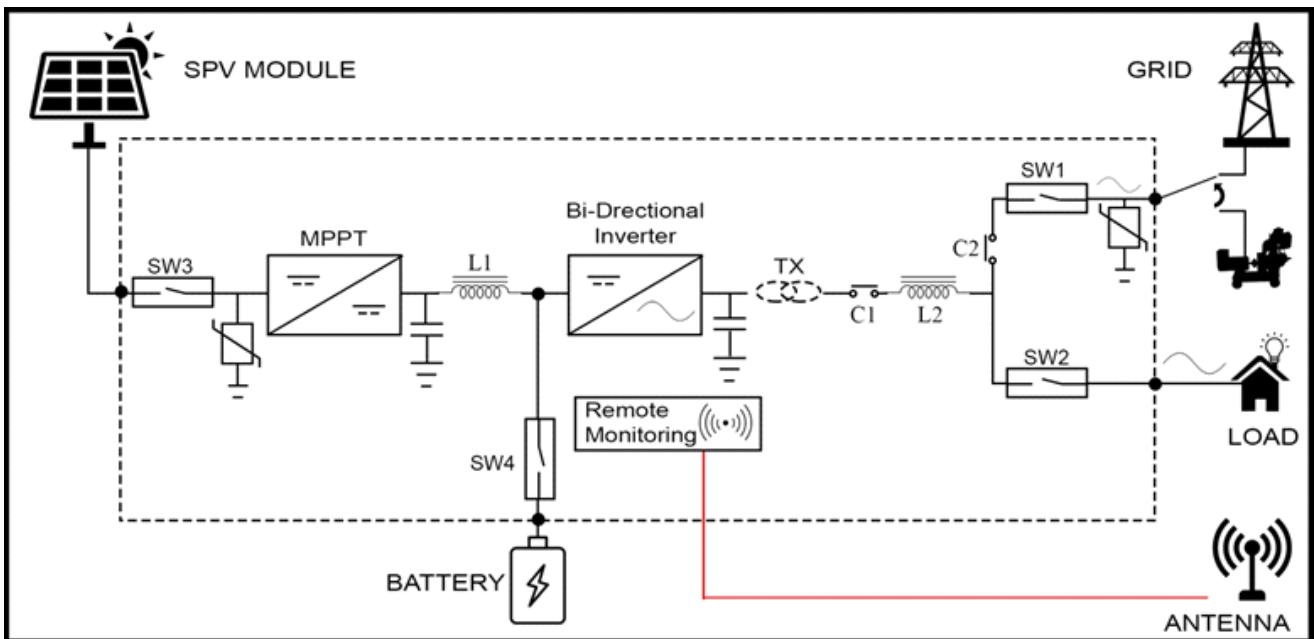 SPV MODULE
GRID
SW1
Bi-Drectional
Inverter
MPPT
L1
TX
C2
SW3
C1
L2
SW2
Remote
Monitoring
LOAD
SW4
BATTERY
ANTENNA